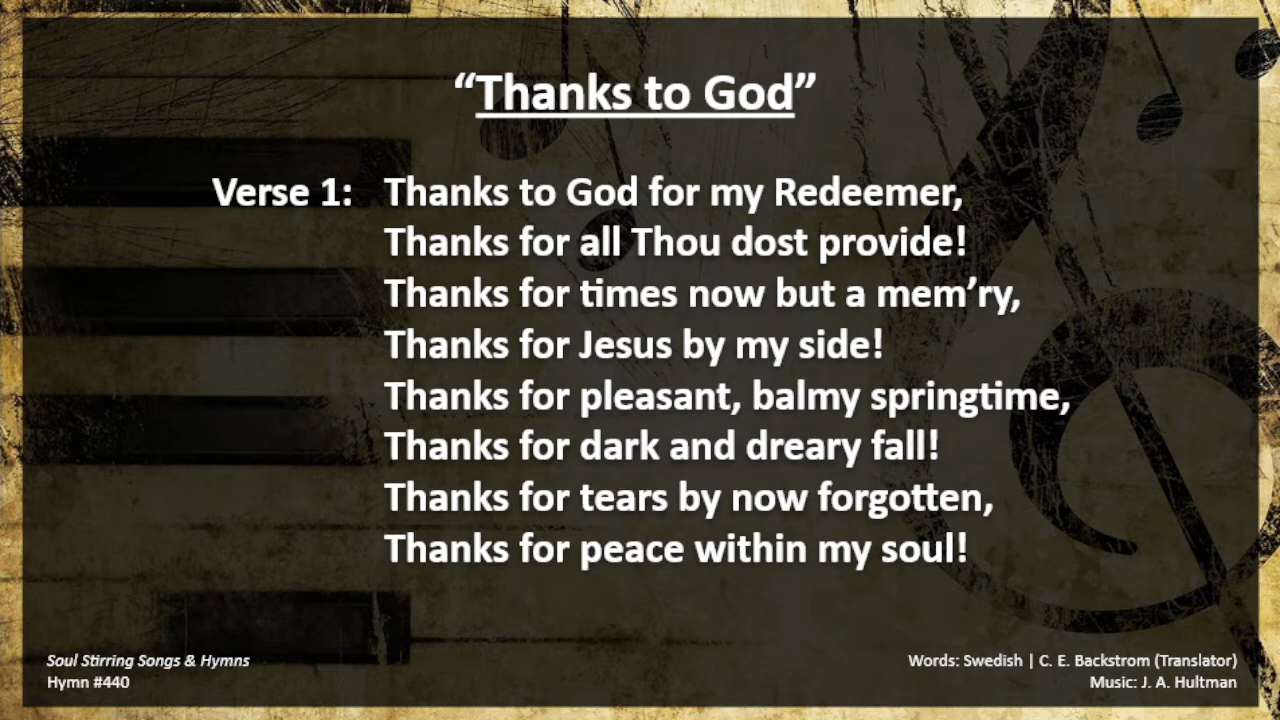 “Thanks to God”
Verse 1: Thanks to God for my Redeemer,
Thanks for all Thou dost provide!
Thanks for times now but a mem’ry,
Thanks for Jesus by my side!
Thanks for pleasant, balmy springtime,
Thanks for dark and dreary fall!
Thanks for tears by now forgotten,
Thanks for peace within my soul!
Soul Stirring Songs & Hymns
Hymn #440
Words: Swedish | C. E. Backstrom (Translator)
Music: J. A. Hultman